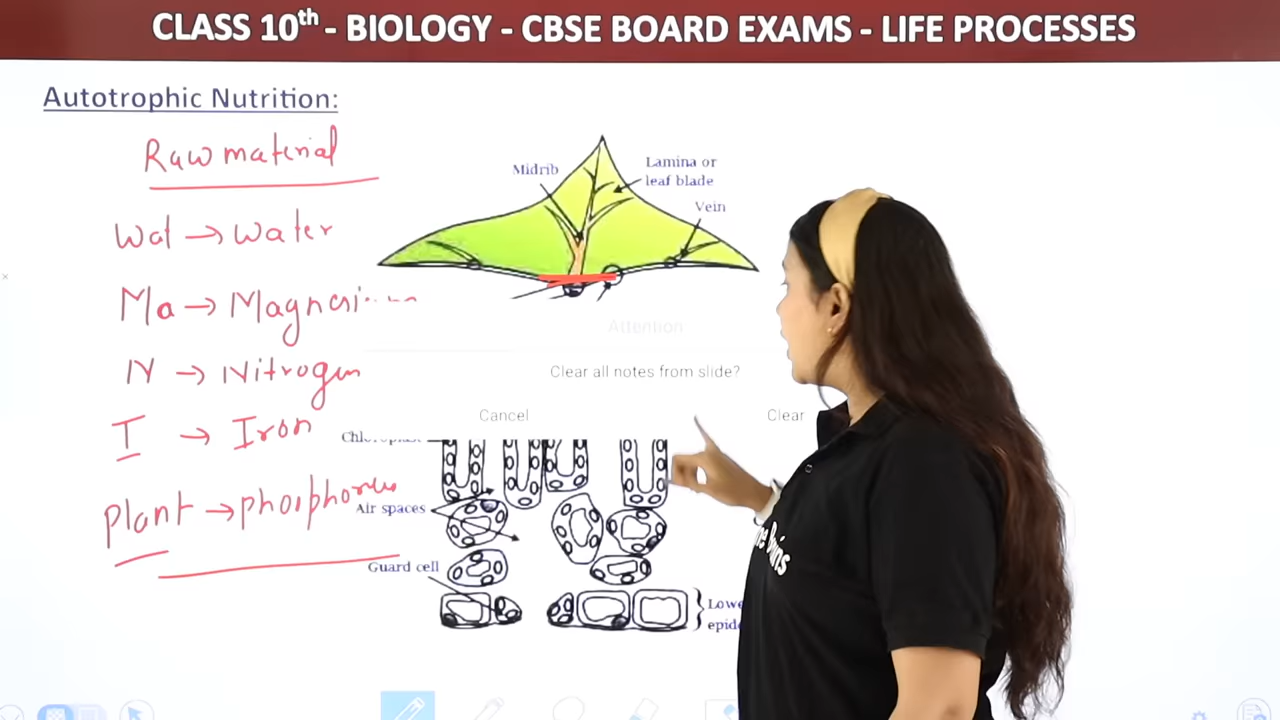 CLASS 10th - BIOLOGY - CBSE BOARD EXAMS - LIFE PROCESSES
Autotrophic Nutrition:
Raw material
Wat → Water
Ma →
N → Nitrogen
I → Iron
Plant → phosphorus
Midrib
Lamina or
leaf blade
Vein
Attention
Clear all notes from slide?
Cancel
Clear
Air spaces
Guard cell